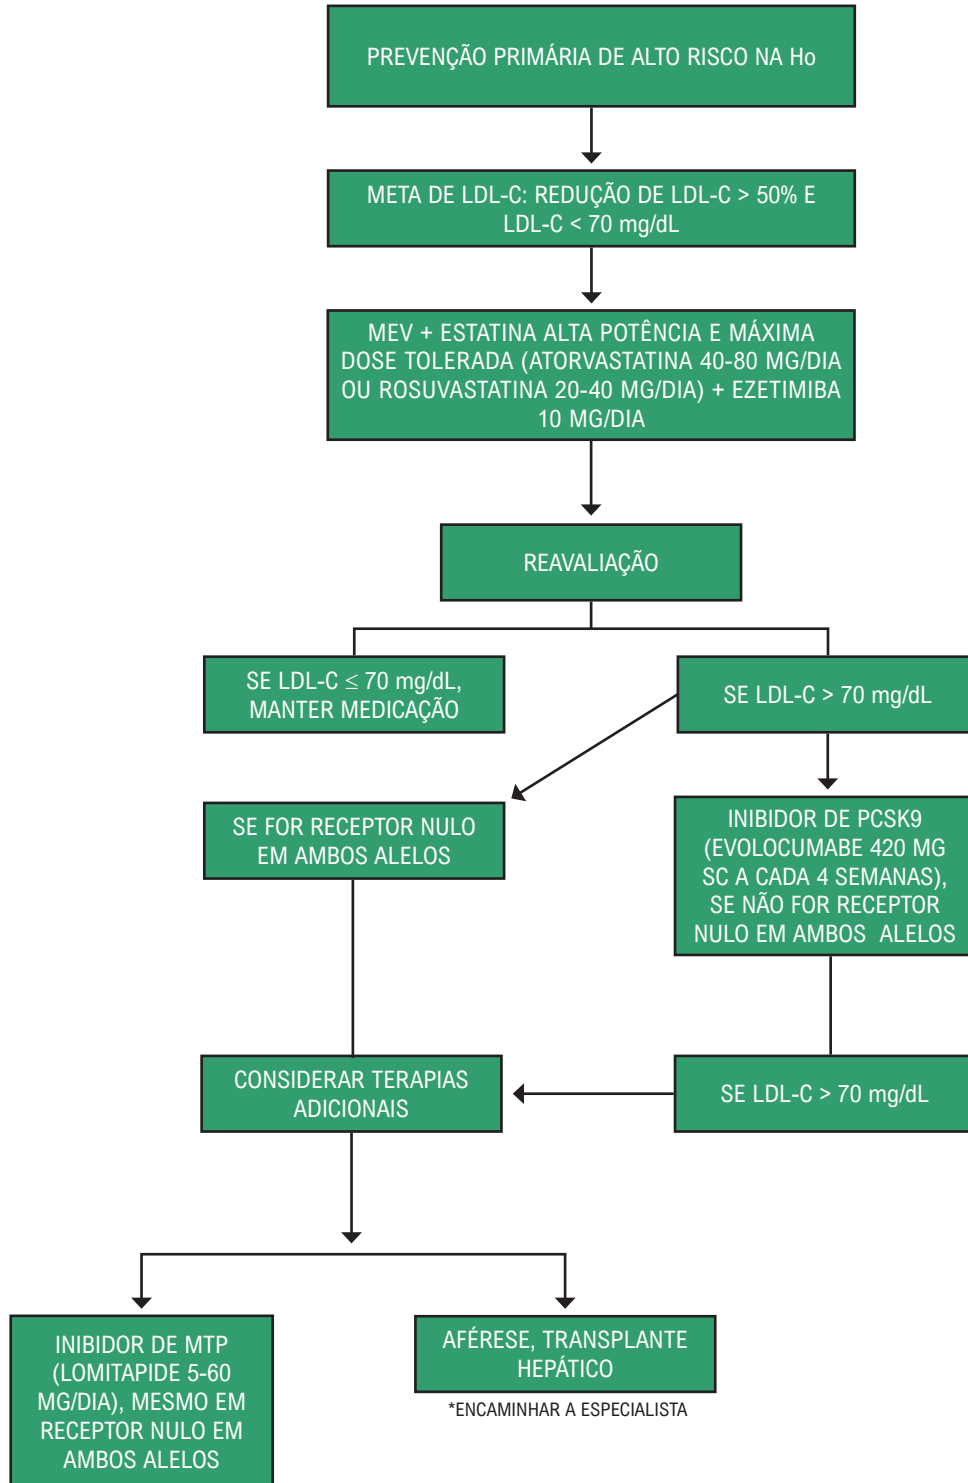 PREVENÇÃO PRIMÁRIA DE ALTO RISCO NA Ho
META DE LDL-C: REDUÇÃO DE LDL-C > 50% E
LDL-C < 70 mg/dL
MEV + ESTATINA ALTA POTÊNCIA E MÁXIMA
DOSE TOLERADA (ATORVASTATINA 40-80 MG/DIA
OU ROSUVASTATINA 20-40 MG/DIA) + EZETIMIBA
10 MG/DIA
REAVALIAÇÃO
SE LDL-C ≤ 70 mg/dL,
MANTER MEDICAÇÃO
SE LDL-C > 70 mg/dL
SE FOR RECEPTOR NULO
EM AMBOS ALELOS
INIBIDOR DE PCSK9
(EVOLOCUMABE 420 MG
SC A CADA 4 SEMANAS),
SE NÃO FOR RECEPTOR
NULO EM AMBOS ALELOS
CONSIDERAR TERAPIAS
ADICIONAIS
SE LDL-C > 70 mg/dL
INIBIDOR DE MTP
(LOMITAPIDE 5-60
MG/DIA), MESMO EM
RECEPTOR NULO EM
AMBOS ALELOS
AFÉRESE, TRANSPLANTE
HEPÁTICO
*ENCAMINHAR A ESPECIALISTA